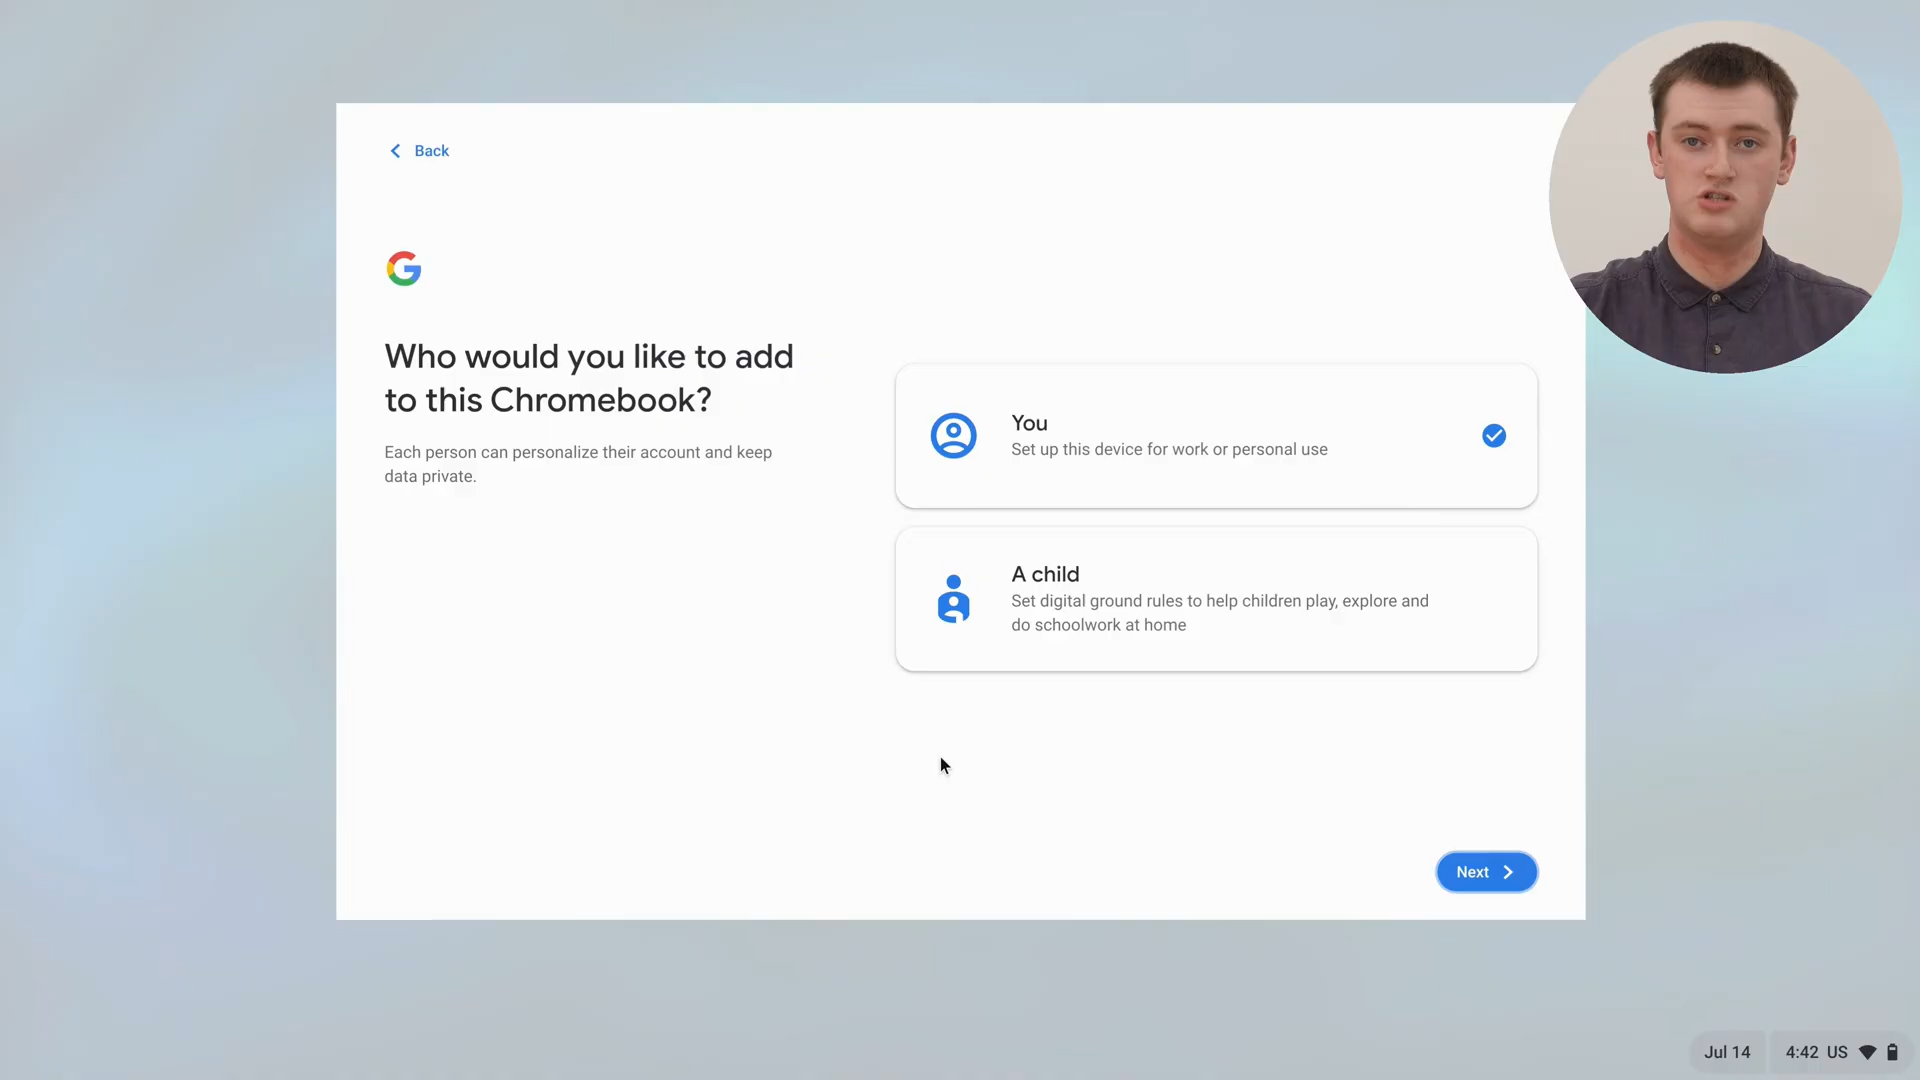 Back
Who would you like to add
to this Chromebook?
Each person can personalize their account and keep
data private.
You
Set up this device for work or personal use
A child
Set digital ground rules to help children play, explore and
do schoolwork at home
Next
Jul 14
4:42 US